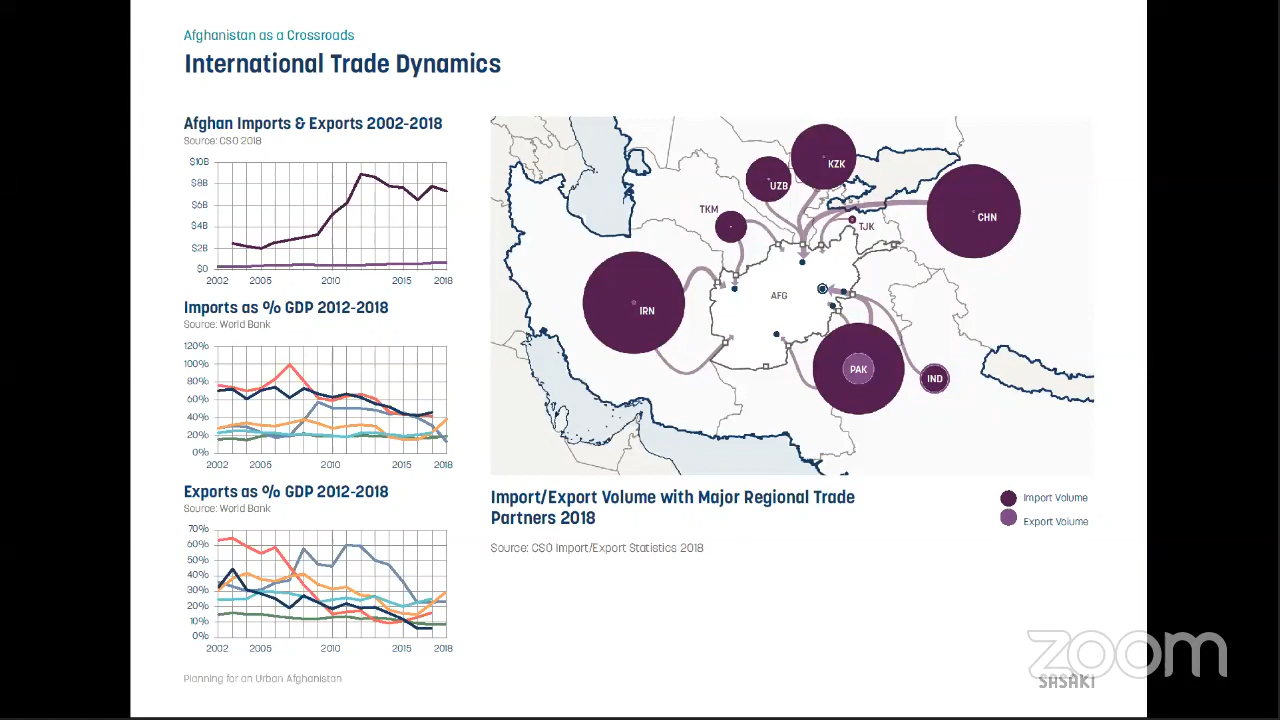 Afghanistan as a Crossroads
International Trade Dynamics
Afghan Imports & Exports 2002-2018
Source: CSO 2018
$10B
$8B
$6B
$4B
$2B
$0
2002
2005
2010
2015
2018
Imports as % GDP 2012-2018
Source: World Bank
120%
100%
80%
60%
40%
20%
0%
2002
2005
2010
2015
2018
Exports as % GDP 2012-2018
Source: World Bank
70%
60%
50%
40%
30%
20%
10%
0%
2002
2005
2010
2015
2018
KZK
UZB
TKM
CHN
TJK
AFG
IRN
PAK
IND
Import/Export Volume with Major Regional Trade
Partners 2018
Source: CSO Import/Export Statistics 2018
Import Volume
Export Volume
Planning for an Urban Afghanistan
zoom
SASAKI